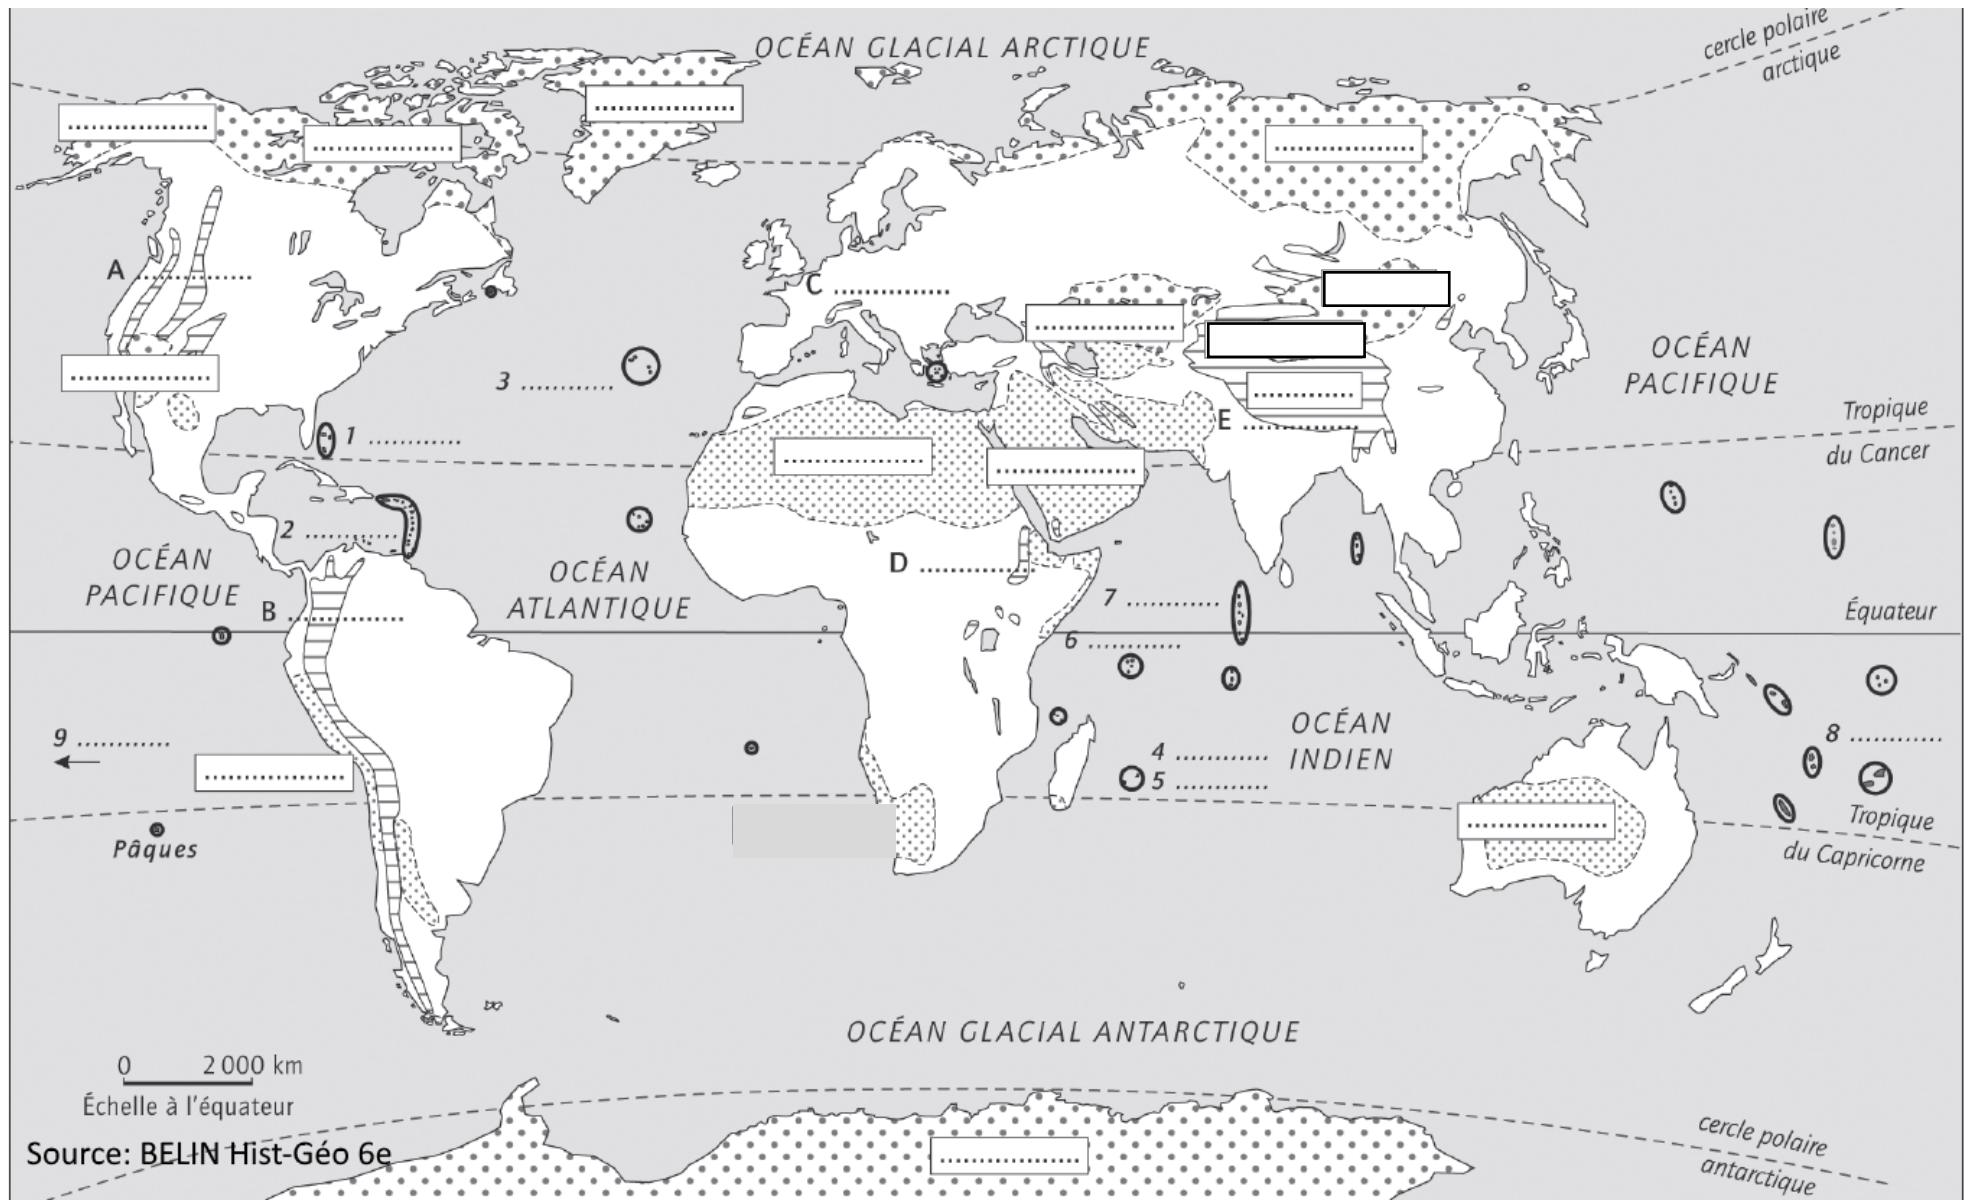 OCÉAN GLACIAL ARCTIQUE
cercle polaire
arctique
A ....................
C ....................
OCÉAN
PACIFIQUE
3 ............
Tropique
du Cancer
1 ............
E ....................
2 ............
OCÉAN
PACIFIQUE
OCÉAN
ATLANTIQUE
D ....................
B ....................
7 ............
6 ............
Équateur
OCÉAN
INDIEN
9 ............
4 ............
5 ............
8 ............
Pâques
Tropique
du Capricorne
OCÉAN GLACIAL ANTARCTIQUE
0 2 000 km
Échelle à l'équateur
Source: BELIN Hist-Géo 6e
cercle polaire
antarctique